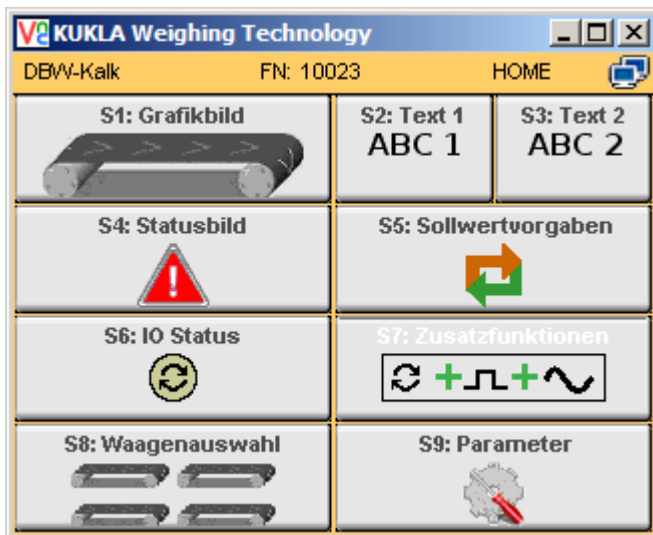 KUKLA Weighing Technology
DBW-Kalk FN: 10023 HOME
S1: Grafikbild
S2: Text 1
ABC 1
S3: Text 2
ABC 2
S4: Statusbild
S5: Sollwertvorgaben
S6: IO Status
S7: Zusatzfunktionen
S8: Waagenauswahl
S9: Parameter